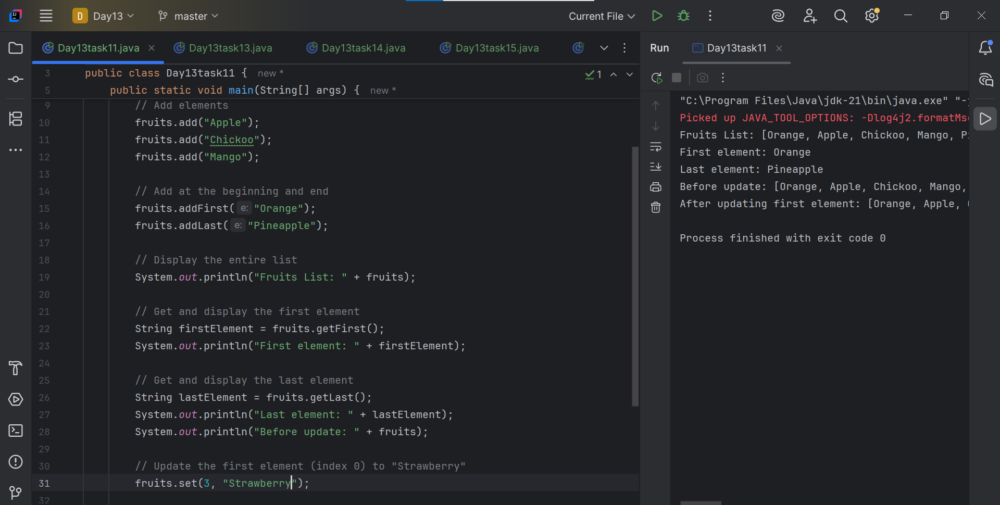 D Day13 master Current File
Day13task11.java Day13task13.java Day13task14.java Day13task15.java
3 public class Day13task11 { new *
5 public static void main(String[] args) { new *
1
9 // Add elements
10 fruits.add("Apple");
11 fruits.add("Chickoo");
12 fruits.add("Mango");
13
14 // Add at the beginning and end
15 fruits.addFirst( e: "Orange");
16 fruits.addLast( e: "Pineapple");
17
18 // Display the entire list
19 System.out.println("Fruits List: " + fruits);
20
21 // Get and display the first element
22 String firstElement = fruits.getFirst();
23 System.out.println("First element: " + firstElement);
24
25 // Get and display the last element
26 String lastElement = fruits.getLast();
27 System.out.println("Last element: " + lastElement);
28 System.out.println("Before update: " + fruits);
29
30 // Update the first element (index 0) to "Strawberry"
31 fruits.set(3, "Strawberry");
32
Run Day13task11
"C:\Program Files\Java\jdk-21\bin\java.exe" "-
Picked up JAVA_TOOL_OPTIONS: -Dlog4j2.formatMs
Fruits List: [Orange, Apple, Chickoo, Mango, P
First element: Orange
Last element: Pineapple
Before update: [Orange, Apple, Chickoo, Mango,
After updating first element: [Orange, Apple,
Process finished with exit code 0